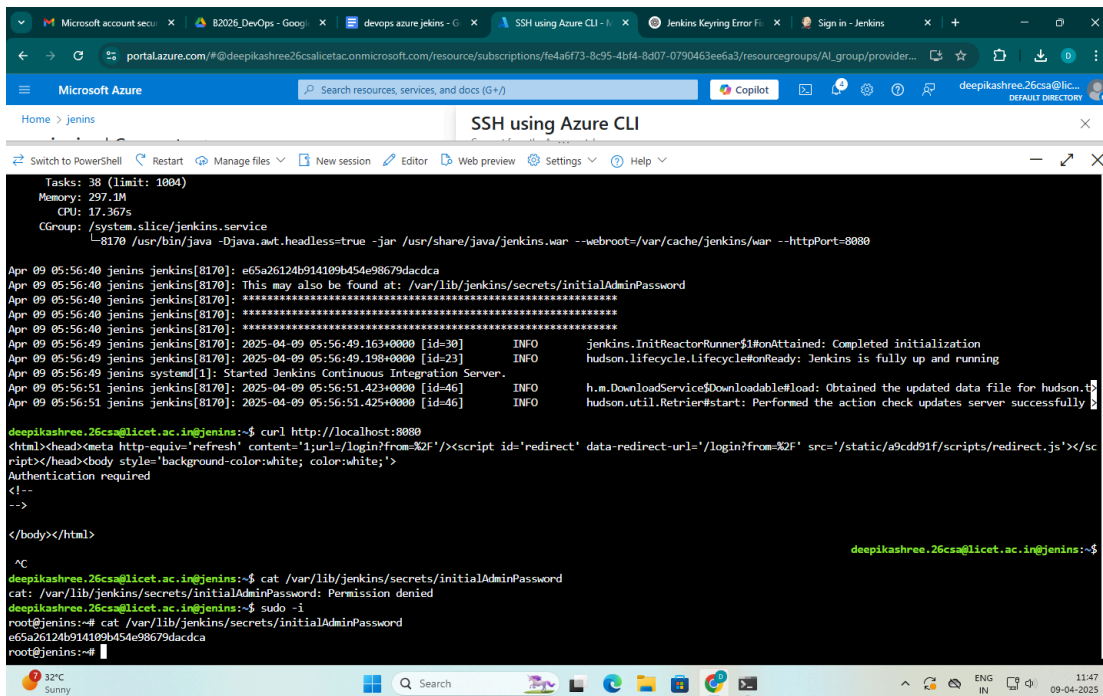 Microsoft account secur
B2026_DevOps - Googl
devops azure jekins - G
SSH using Azure CLI - M
Jenkins Keyring Error Fi
Sign in - Jenkins
portal.azure.com/#@deepikashree26csalicetac.onmicrosoft.com/resource/subscriptions/fe4a6f73-8c95-4bf4-8d07-0790463ee6a3/resourcegroups/AI_group/provider...
D
Microsoft Azure
Search resources, services, and docs (G+/)
Copilot
4
deepikashree.26csa@lic...
DEFAULT DIRECTORY
Home > jenins
SSH using Azure CLI
Switch to PowerShell Restart Manage files New session Editor Web preview Settings Help
Tasks: 38 (limit: 1004)
Memory: 297.1M
CPU: 17.367s
CGroup: /system.slice/jenkins.service
└─8170 /usr/bin/java -Djava.awt.headless=true -jar /usr/share/java/jenkins.war --webroot=/var/cache/jenkins/war --httpPort=8080
Apr 09 05:56:40 jenins jenkins[8170]: e65a26124b914109b454e98679dacdca
Apr 09 05:56:40 jenins jenkins[8170]: This may also be found at: /var/lib/jenkins/secrets/initialAdminPassword
Apr 09 05:56:40 jenins jenkins[8170]: *************************************************************
Apr 09 05:56:40 jenins jenkins[8170]: *************************************************************
Apr 09 05:56:40 jenins jenkins[8170]: *************************************************************
Apr 09 05:56:49 jenins jenkins[8170]: 2025-04-09 05:56:49.163+0000 [id=30] INFO jenkins.InitReactorRunner$1#onAttained: Completed initialization
Apr 09 05:56:49 jenins jenkins[8170]: 2025-04-09 05:56:49.198+0000 [id=23] INFO hudson.lifecycle.Lifecycle#onReady: Jenkins is fully up and running
Apr 09 05:56:49 jenins systemd[1]: Started Jenkins Continuous Integration Server.
Apr 09 05:56:51 jenins jenkins[8170]: 2025-04-09 05:56:51.423+0000 [id=46] INFO h.m.DownloadService$Downloadable#load: Obtained the updated data file for hudson.t>
Apr 09 05:56:51 jenins jenkins[8170]: 2025-04-09 05:56:51.425+0000 [id=46] INFO hudson.util.Retrier#start: Performed the action check updates server successfully >
deepikashree.26csa@licet.ac.in@jenins:~$ curl http://localhost:8080
<html><head><meta http-equiv='refresh' content='1;url=/login?from=%2F'/><script id='redirect' data-redirect-url='/login?from=%2F' src='/static/a9cdd91f/scripts/redirect.js'></sc
ript></head><body style='background-color:white; color:white;'>
Authentication required
<!--
-->
</body></html>
deepikashree.26csa@licet.ac.in@jenins:~$
^C
deepikashree.26csa@licet.ac.in@jenins:~$ cat /var/lib/jenkins/secrets/initialAdminPassword
cat: /var/lib/jenkins/secrets/initialAdminPassword: Permission denied
deepikashree.26csa@licet.ac.in@jenins:~$ sudo -i
root@jenins:~# cat /var/lib/jenkins/secrets/initialAdminPassword
e65a26124b914109b454e98679dacdca
root@jenins:~#
7
32°C
Sunny
Search
ENG
IN
11:47
09-04-2025